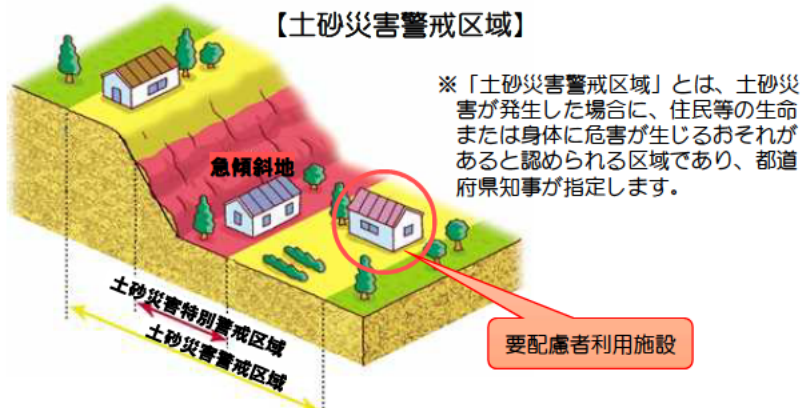 【土砂災害警戒区域】
※「土砂災害警戒区域」とは、土砂災
害が発生した場合に、住民等の生命
または身体に危害が生じるおそれが
あると認められる区域であり、都道
府県知事が指定します。
急傾斜地
土砂災害特別警戒区域
土砂災害警戒区域
要配慮者利用施設